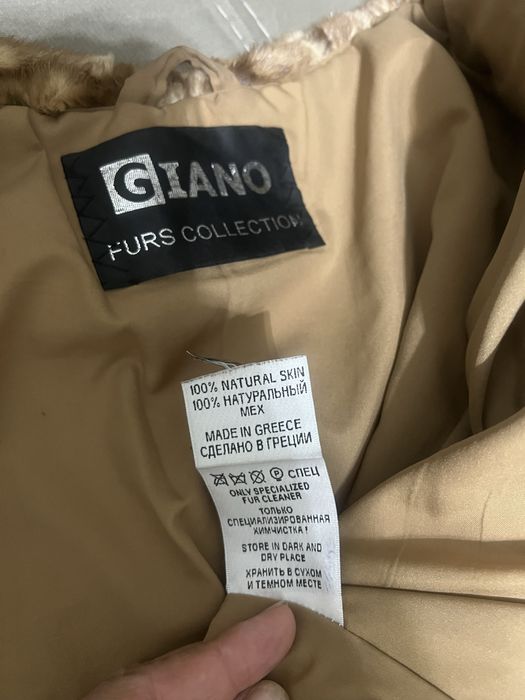 GIANO
FURS COLLECTION
100% NATURAL SKIN
100% НАТУРАЛЬНЫЙ
МЕХ
MADE IN GREECE
СДЕЛАНО В ГРЕЦИИ
P СПЕЦ
ONLY SPECIALIZED
FUR CLEANER
ТОЛЬКО
СПЕЦИАЛИЗИРОВАННАЯ
ХИМЧИСТКА !
STORE IN DARK AND
DRY PLACE
ХРАНИТЬ В СУХОМ
И ТЕМНОМ МЕСТЕ